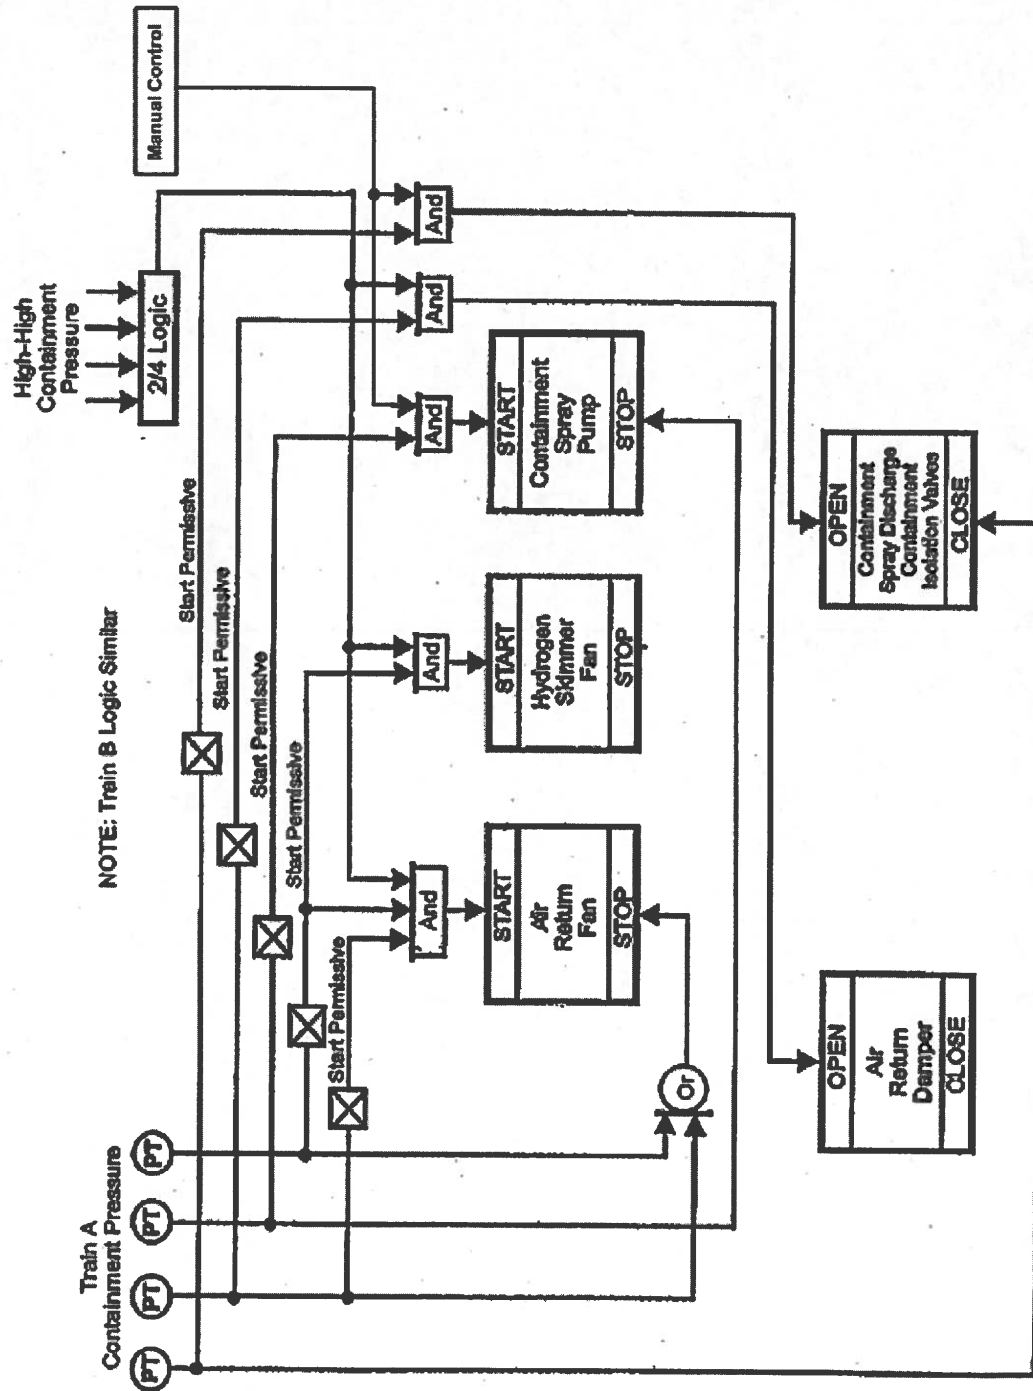 Manual Control
High-High
Containment
Pressure
2/4 Logic
NOTE: Train B Logic Similar
Start Permissive
Start Permissive
Start Permissive
Start Permissive
Start Permissive
Train A
Containment Pressure
PT
PT
PT
PT
And
And
And
And
And
START
Air
Return
Fan
STOP
START
Hydrogen
Skimmer
Fan
STOP
START
Containment
Spray
Pump
STOP
Or
OPEN
Air
Return
Damper
CLOSE
OPEN
Containment
Spray Discharge
Containment
Isolation Valves
CLOSE